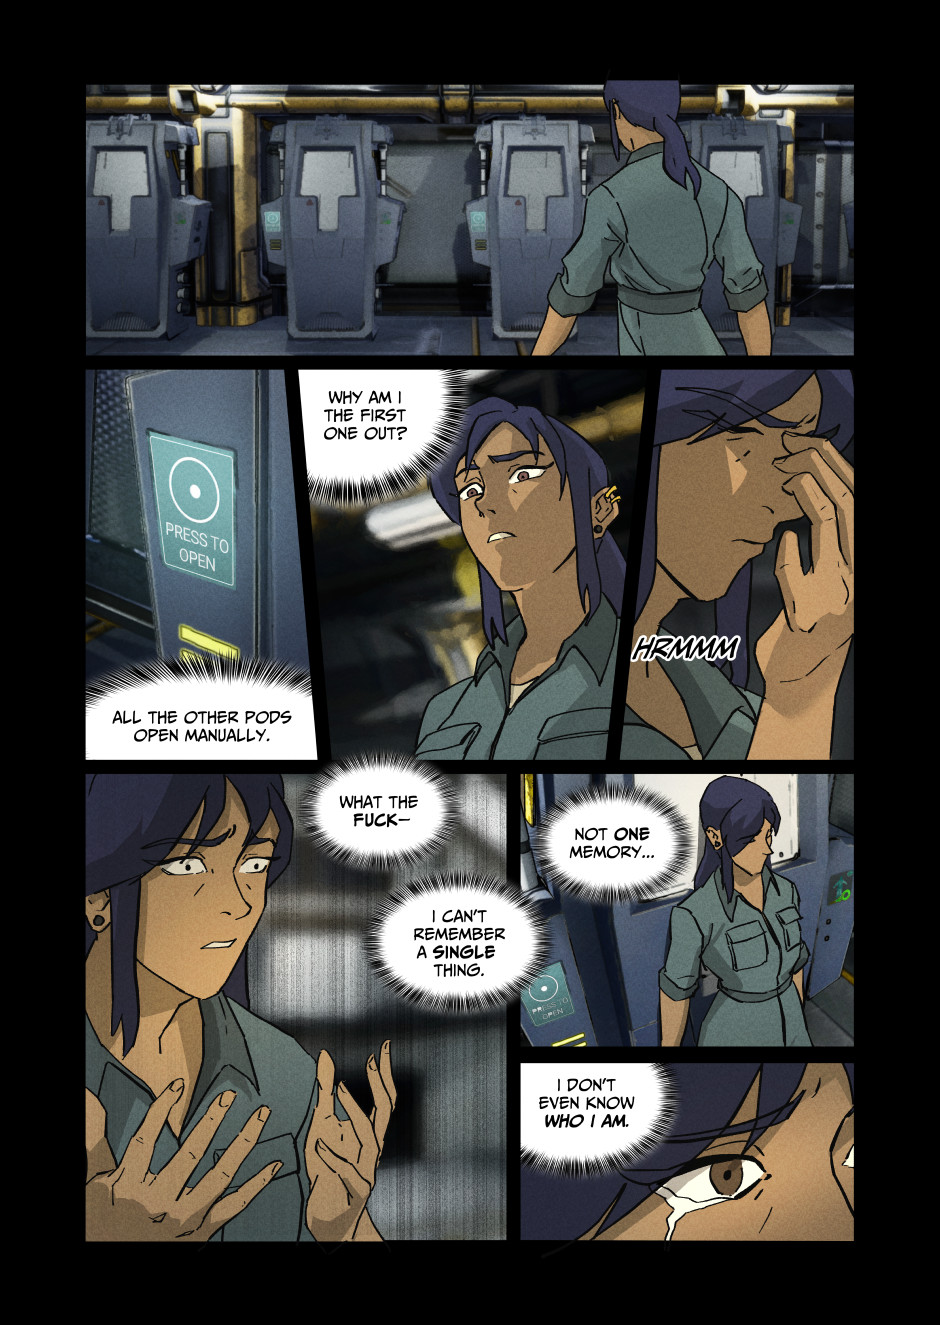 PRESS TO
OPEN
ALL THE OTHER PODS
OPEN MANUALLY.
WHY AM I
THE FIRST
ONE OUT?
HRMMM
WHAT THE
FUCK–
I CAN'T
REMEMBER
A SINGLE
THING.
NOT ONE
MEMORY...
PRESS TO
OPEN
I DON'T
EVEN KNOW
WHO I AM.